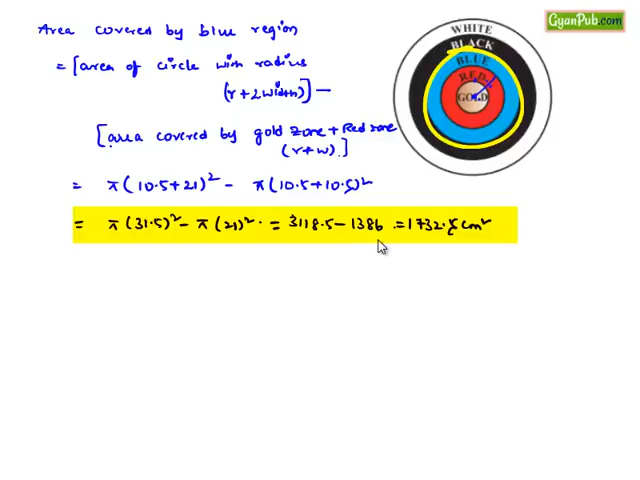 GyanPub.com
Area covered by blue region
= [area of circle with radius
(r+2width)] -
[area covered by gold zone + Red zone
(r+w)]
= π(10.5+21)² - π(10.5+10.5)²
= π(31.5)² - π(21)² = 3118.5 - 1386 = 1732.5 cm²
WHITE
BLACK
BLUE
RED
GOLD